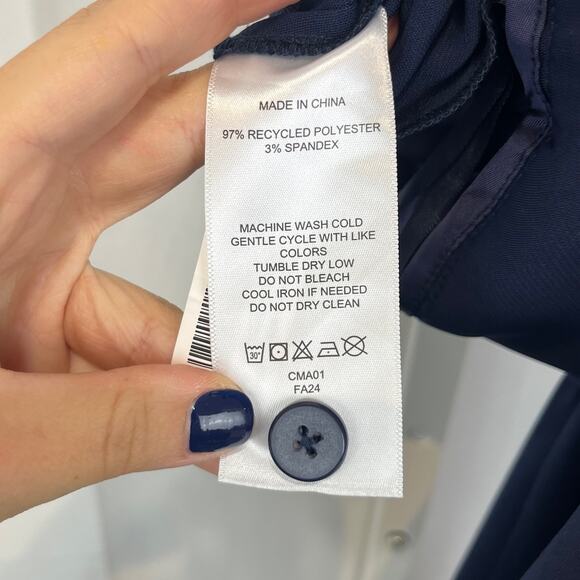 MADE IN CHINA
97% RECYCLED POLYESTER
3% SPANDEX
MACHINE WASH COLD
GENTLE CYCLE WITH LIKE
COLORS
TUMBLE DRY LOW
DO NOT BLEACH
COOL IRON IF NEEDED
DO NOT DRY CLEAN
30°
CMA01
FA24